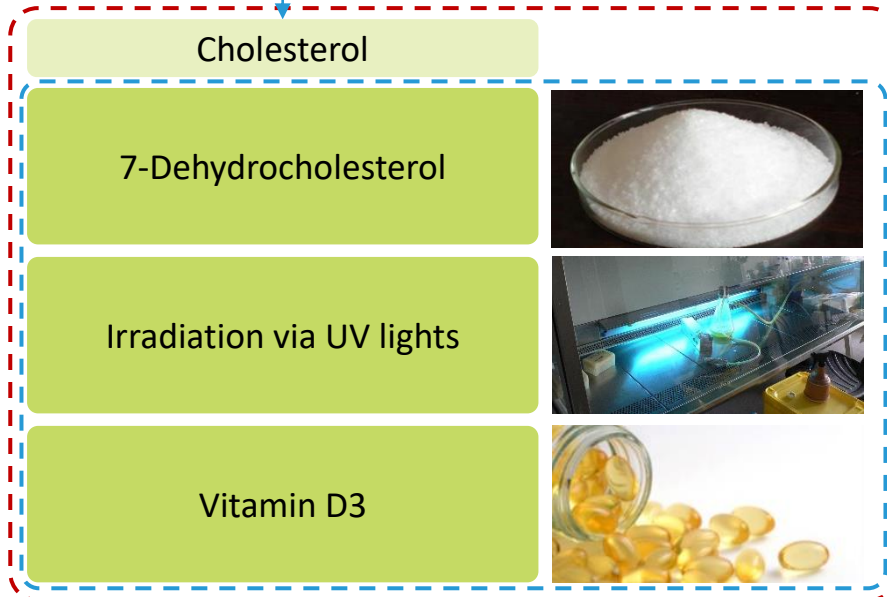 Cholesterol
7-Dehydrocholesterol
Irradiation via UV lights
Vitamin D3